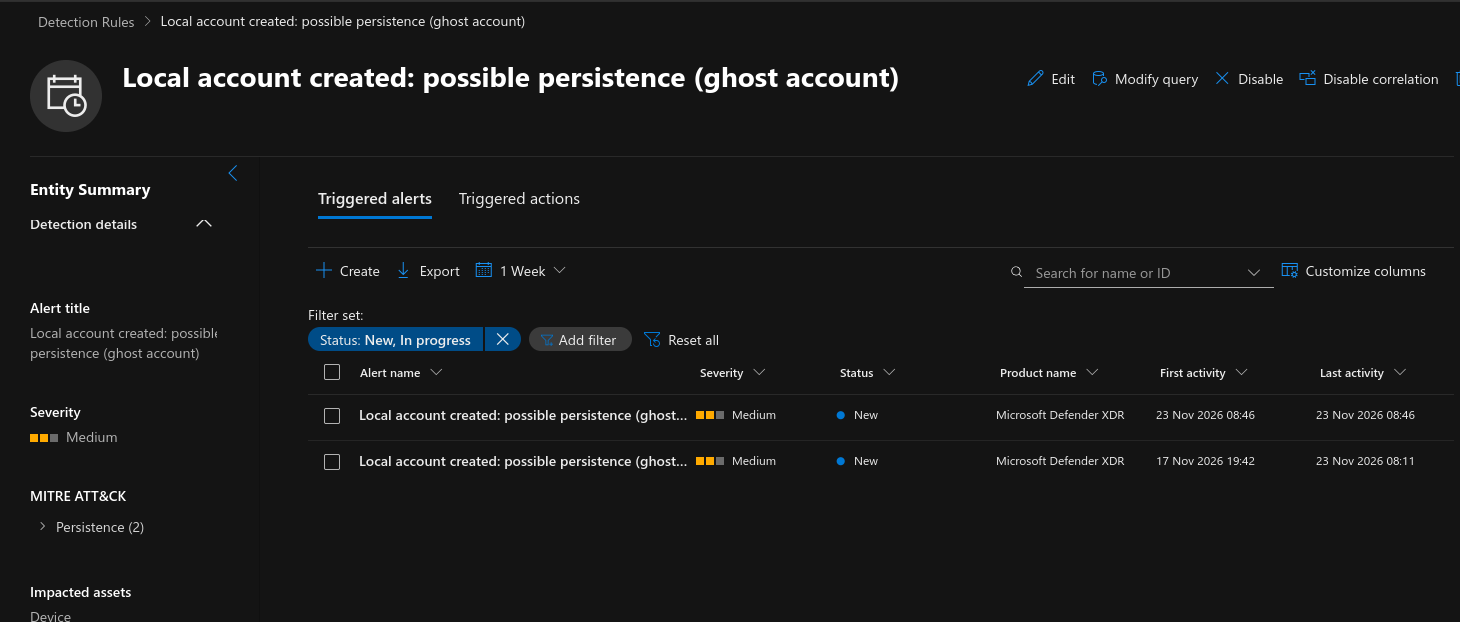 Detection Rules > Local account created: possible persistence (ghost account)
Local account created: possible persistence (ghost account)
Edit Modify query Disable Disable correlation
Entity Summary
Detection details
Alert title
Local account created: possible
persistence (ghost account)
Severity
Medium
MITRE ATT&CK
Persistence (2)
Impacted assets
Device
Triggered alerts Triggered actions
Create Export 1 Week Search for name or ID Customize columns
Filter set:
Status: New, In progress Add filter Reset all
Alert name Severity Status Product name First activity Last activity
Local account created: possible persistence (ghost... Medium New Microsoft Defender XDR 23 Nov 2026 08:46 23 Nov 2026 08:46
Local account created: possible persistence (ghost... Medium New Microsoft Defender XDR 17 Nov 2026 19:42 23 Nov 2026 08:11